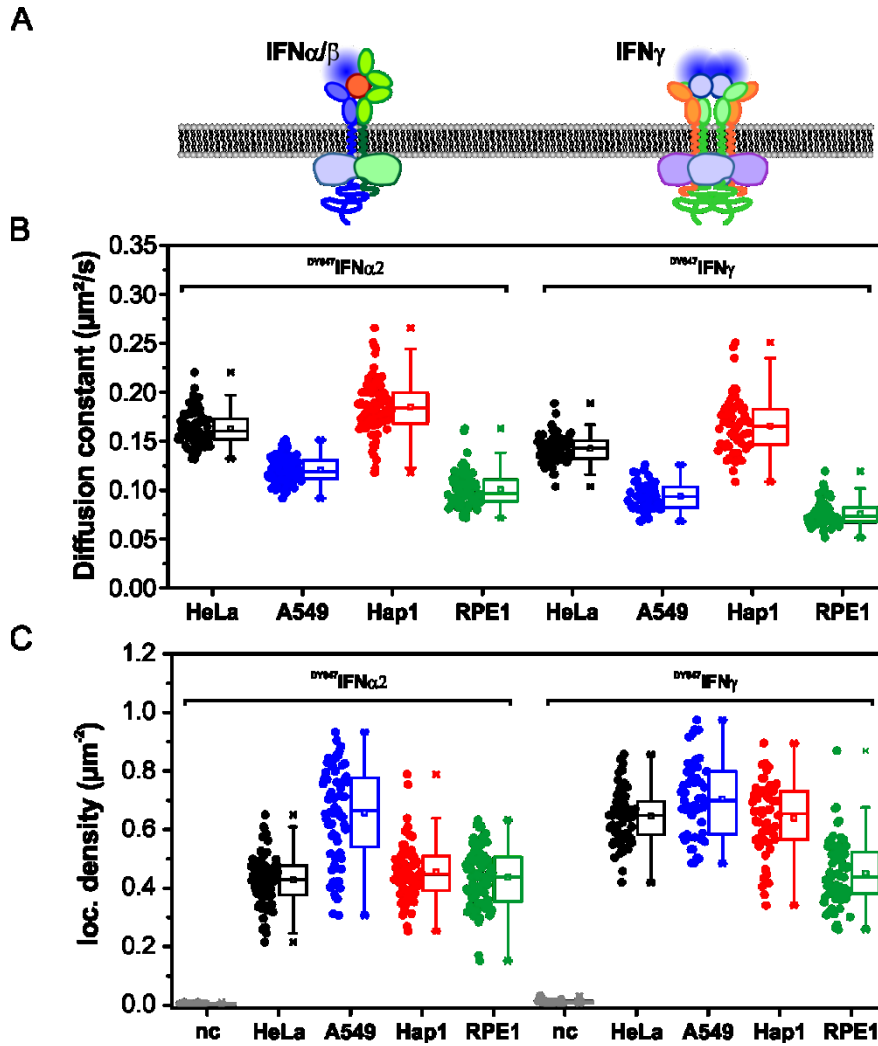 A
IFNα/β IFNγ
B
Diffusion constant (µm²/s)
0.35
0.30
0.25
0.20
0.15
0.10
0.05
0.00
DY647IFNα2 DY647IFNγ
HeLa A549 Hap1 RPE1 HeLa A549 Hap1 RPE1
C
loc. density (µm⁻²)
1.2
1.0
0.8
0.6
0.4
0.2
0.0
DY647IFNα2 DY647IFNγ
nc HeLa A549 Hap1 RPE1 nc HeLa A549 Hap1 RPE1